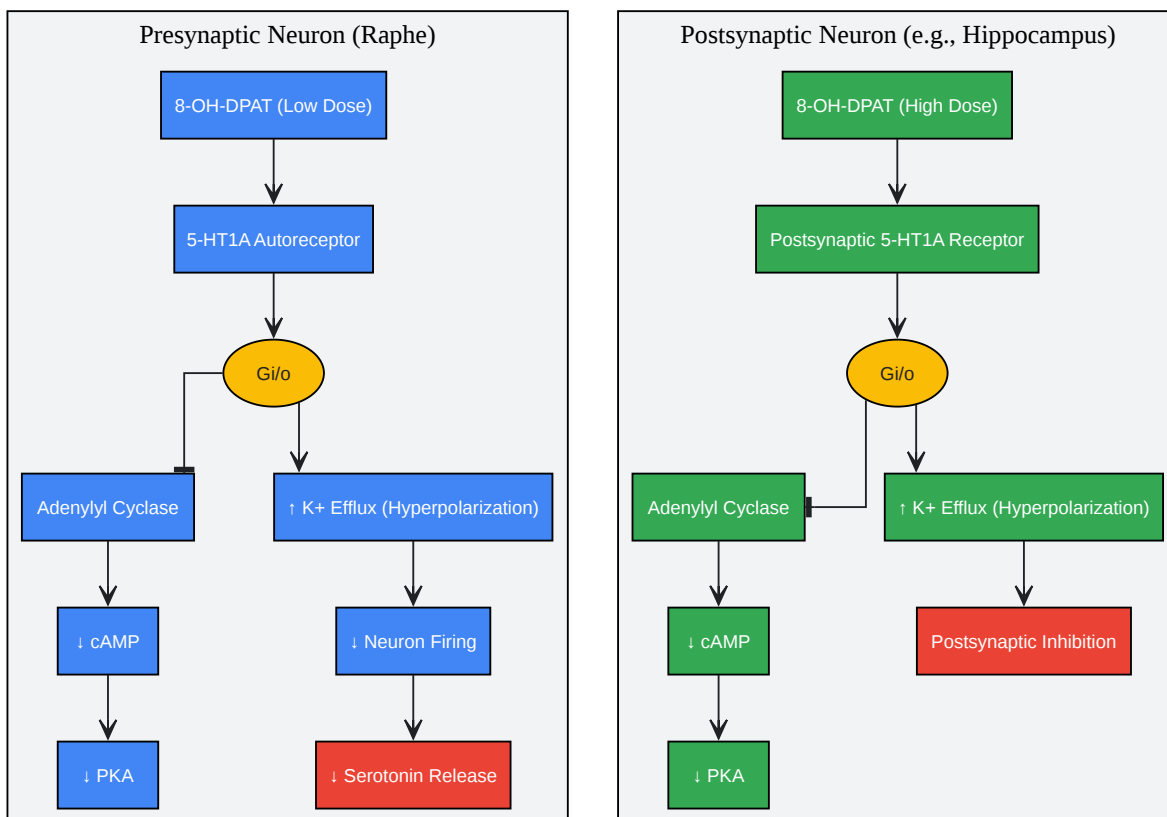 Presynaptic Neuron (Raphe)
8-OH-DPAT (Low Dose)
5-HT1A Autoreceptor
Gi/o
Adenylyl Cyclase
↑ K+ Efflux (Hyperpolarization)
↓ cAMP
↓ Neuron Firing
↓ PKA
↓ Serotonin Release
Postsynaptic Neuron (e.g., Hippocampus)
8-OH-DPAT (High Dose)
Postsynaptic 5-HT1A Receptor
Gi/o
Adenylyl Cyclase
↑ K+ Efflux (Hyperpolarization)
↓ cAMP
Postsynaptic Inhibition
↓ PKA